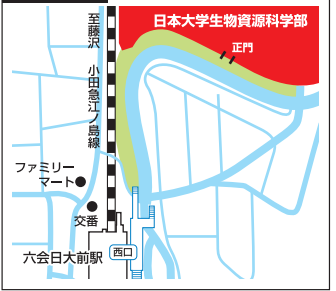 日本大学生物資源科学部
正門
至藤沢
小田急江ノ島線
ファミリー
マート
交番
六会日大前駅
西口